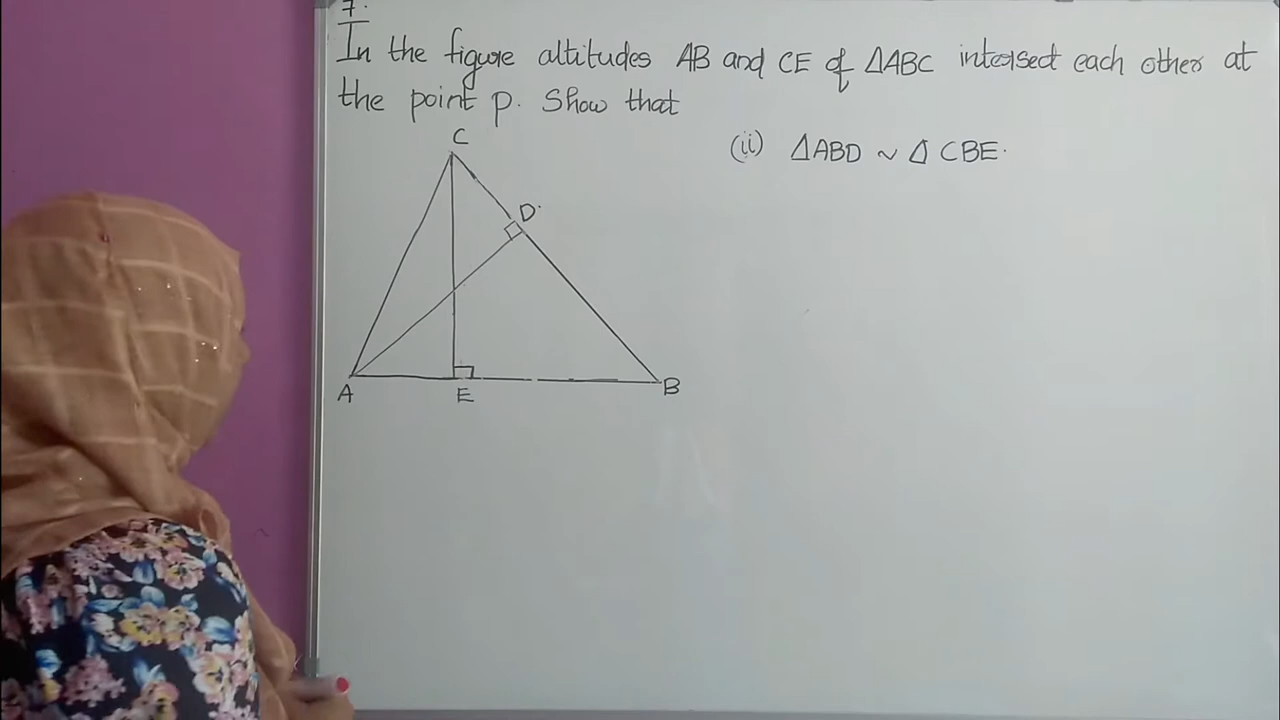 7.
In the figure altitudes AB and CE of ΔABC intersect each other at
the point p. Show that
(ii) ΔABD ~ Δ CBE.
C
D.
A
E
B